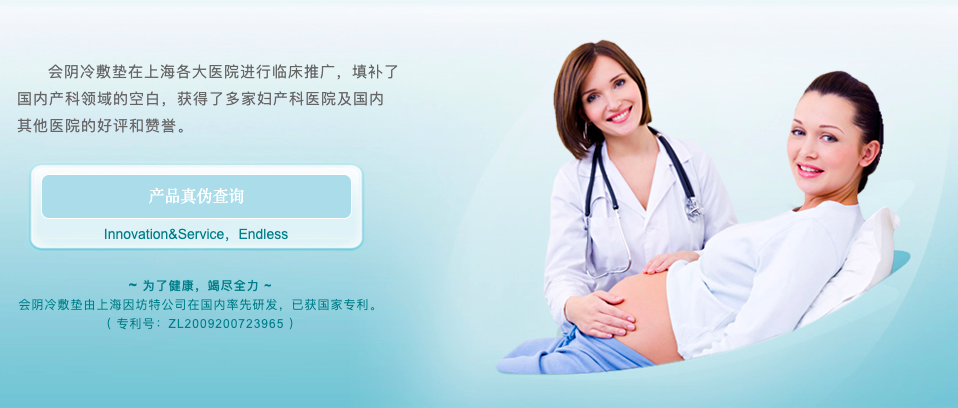 会阴冷敷垫在上海各大医院进行临床推广，填补了
国内产科领域的空白，获得了多家妇产科医院及国内
其他医院的好评和赞誉。
产品真伪查询
Innovation&Service，Endless
~ 为了健康，竭尽全力 ~
会阴冷敷垫由上海因坊特公司在国内率先研发，已获国家专利。
（ 专利号：ZL2009200723965 ）